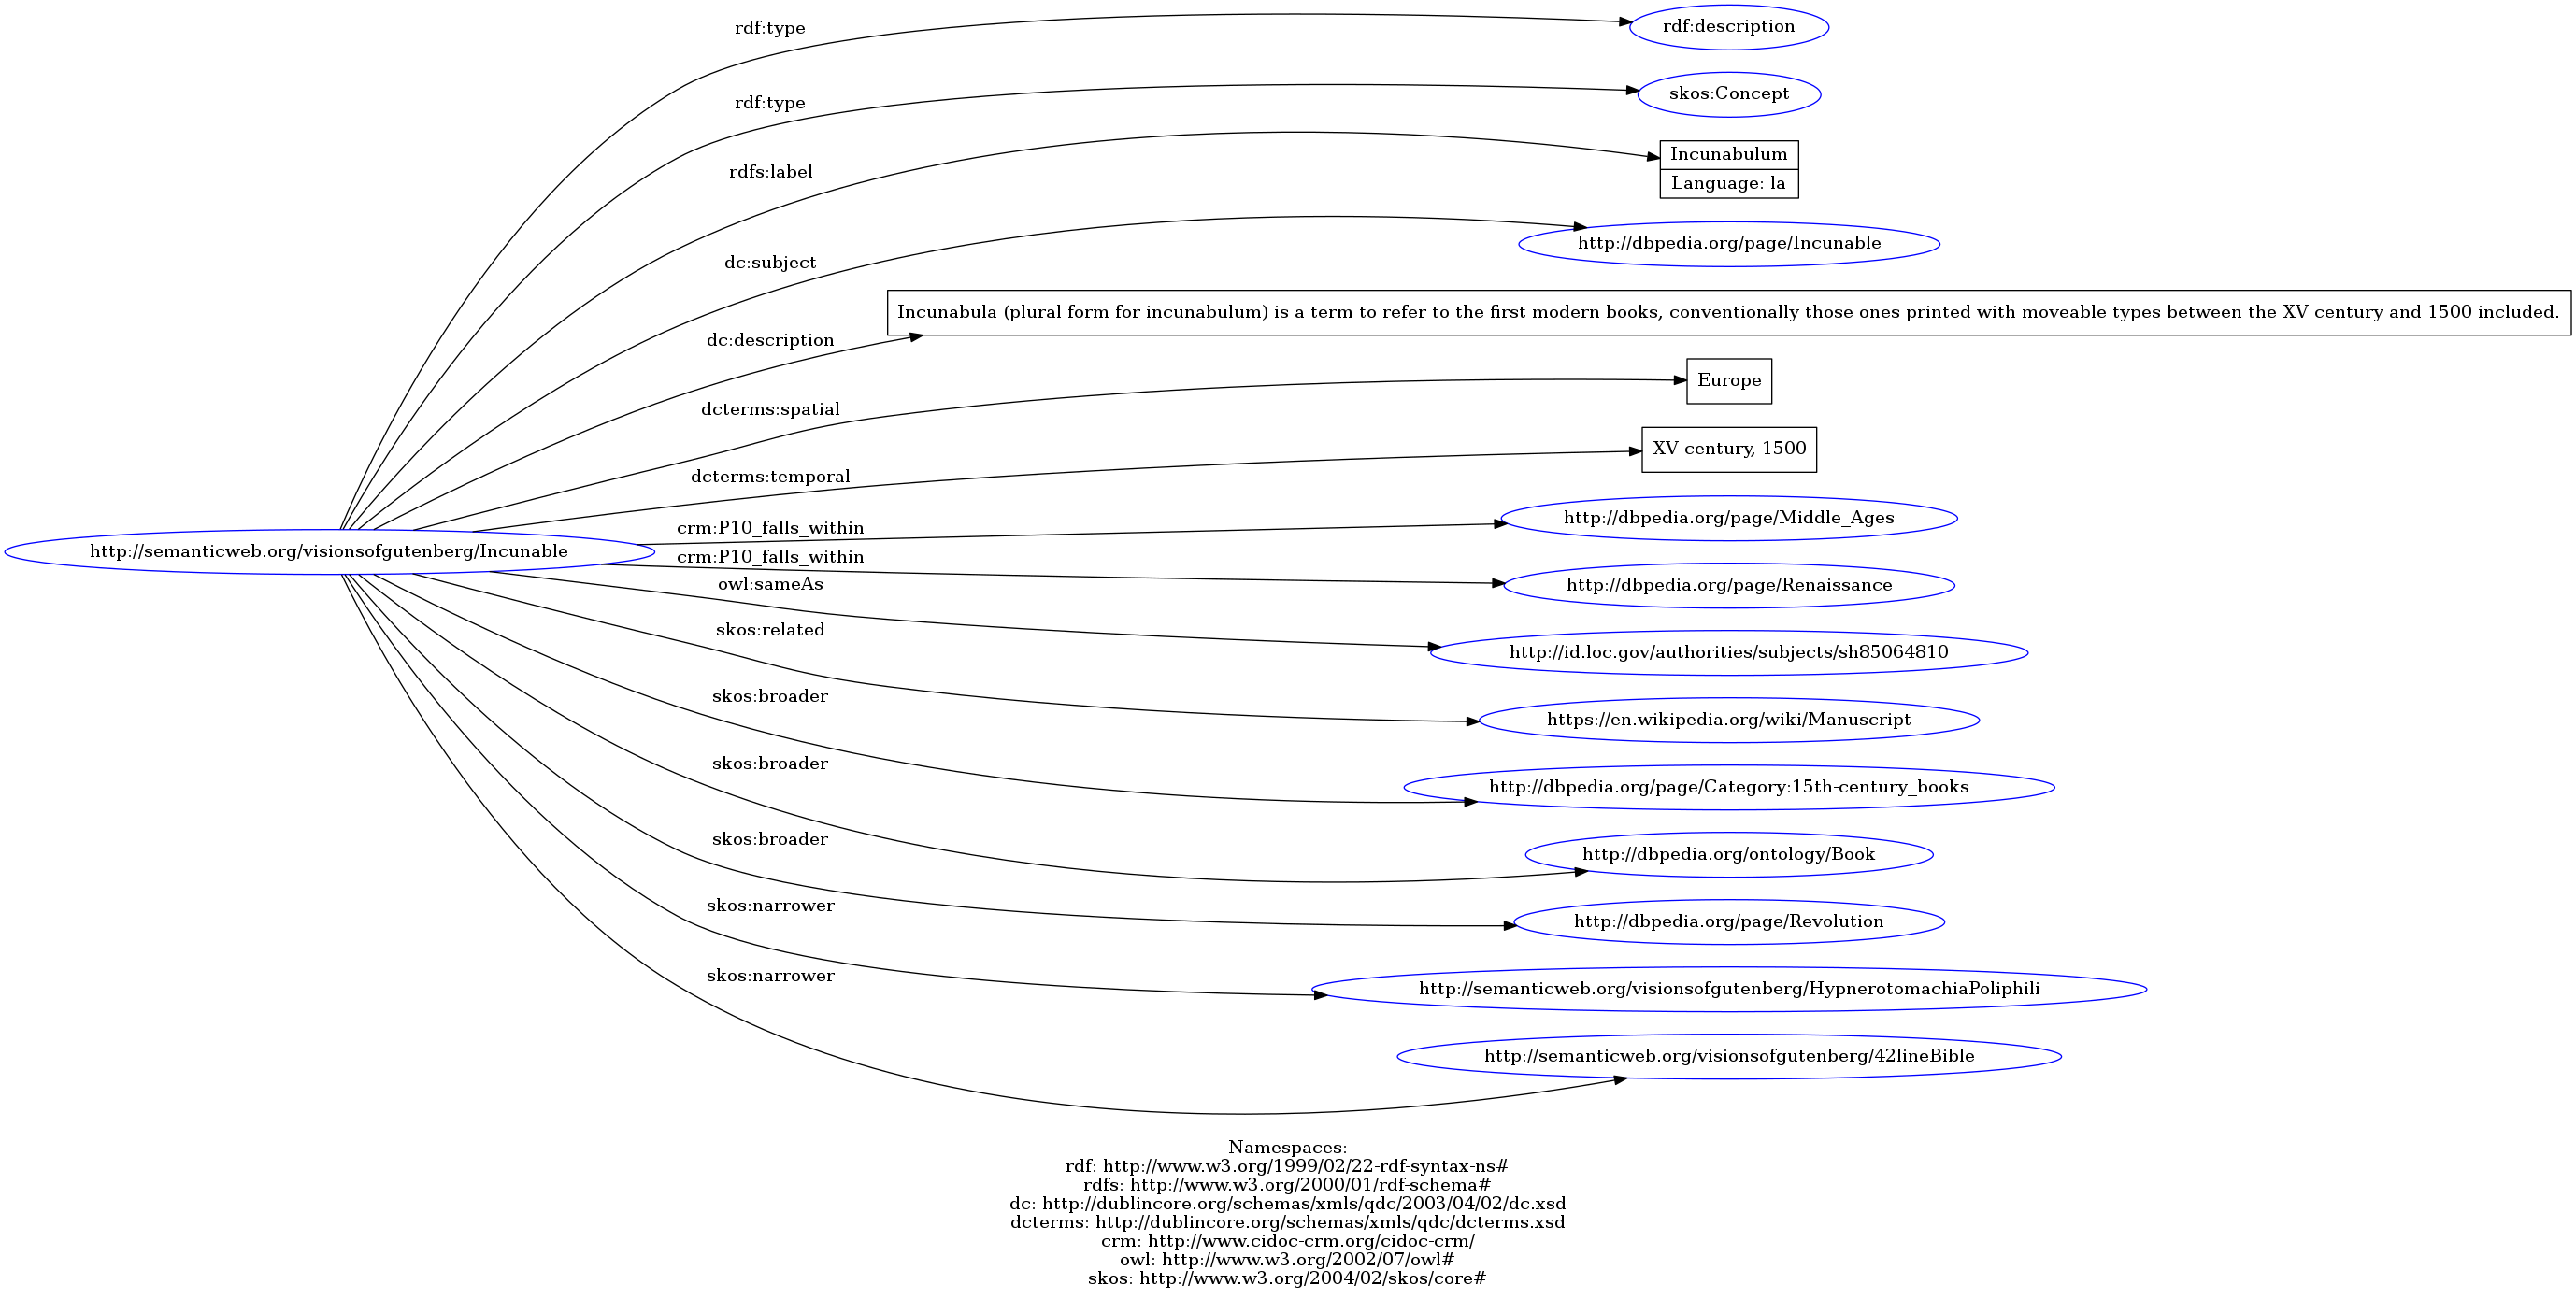 rdf:type
rdf:description
rdf:type
skos:Concept
rdfs:label
Incunabulum
Language: la
dc:subject
http://dbpedia.org/page/Incunable
dc:description
Incunabula (plural form for incunabulum) is a term to refer to the first modern books, conventionally those ones printed with moveable types between the XV century and 1500 included.
dcterms:spatial
Europe
dcterms:temporal
XV century, 1500
http://semanticweb.org/visionsofgutenberg/Incunable
crm:P10_falls_within
http://dbpedia.org/page/Middle_Ages
crm:P10_falls_within
http://dbpedia.org/page/Renaissance
owl:sameAs
http://id.loc.gov/authorities/subjects/sh85064810
skos:related
https://en.wikipedia.org/wiki/Manuscript
skos:broader
http://dbpedia.org/page/Category:15th-century_books
skos:broader
http://dbpedia.org/ontology/Book
skos:broader
http://dbpedia.org/page/Revolution
skos:narrower
http://semanticweb.org/visionsofgutenberg/HypnerotomachiaPoliphili
skos:narrower
http://semanticweb.org/visionsofgutenberg/42lineBible
Namespaces:
rdf: http://www.w3.org/1999/02/22-rdf-syntax-ns#
rdfs: http://www.w3.org/2000/01/rdf-schema#
dc: http://dublincore.org/schemas/xmls/qdc/2003/04/02/dc.xsd
dcterms: http://dublincore.org/schemas/xmls/qdc/dcterms.xsd
crm: http://www.cidoc-crm.org/cidoc-crm/
owl: http://www.w3.org/2002/07/owl#
skos: http://www.w3.org/2004/02/skos/core#